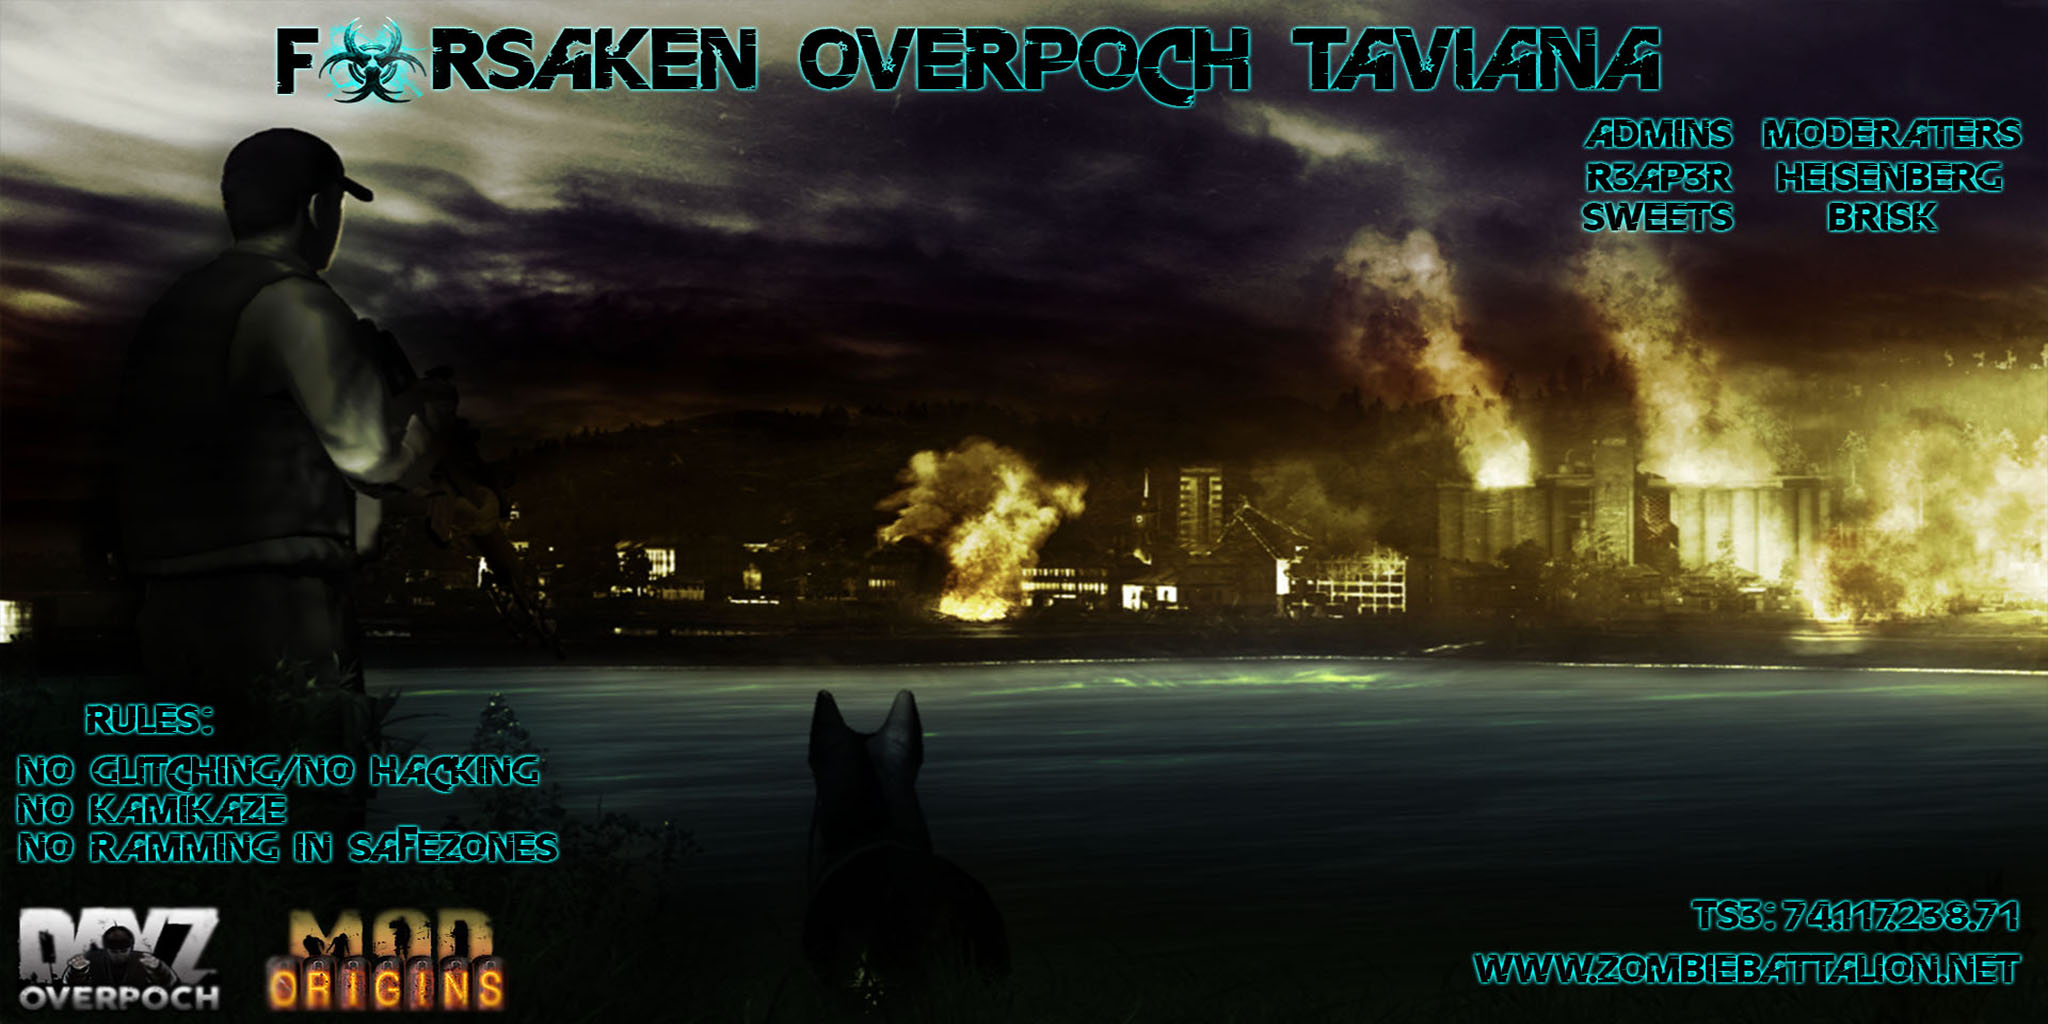 FORSAKEN OVERPOCH TAVIANA
ADMINS MODERATERS
R3AP3R HEISENBERG
SWEETS BRISK
RULES:
NO GLITCHING/NO HACKING
NO KAMIKAZE
NO RAMMING IN SAFEZONES
DAYZ
OVERPOCH
MOD
ORIGINS
TS3: 74.117.238.71
WWW.ZOMBIEBATTALION.NET